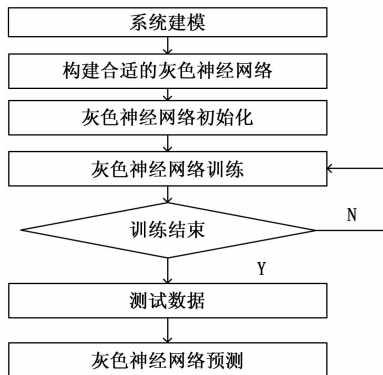 系统建模
构建合适的灰色神经网络
灰色神经网络初始化
灰色神经网络训练
训练结束
N
Y
测试数据
灰色神经网络预测